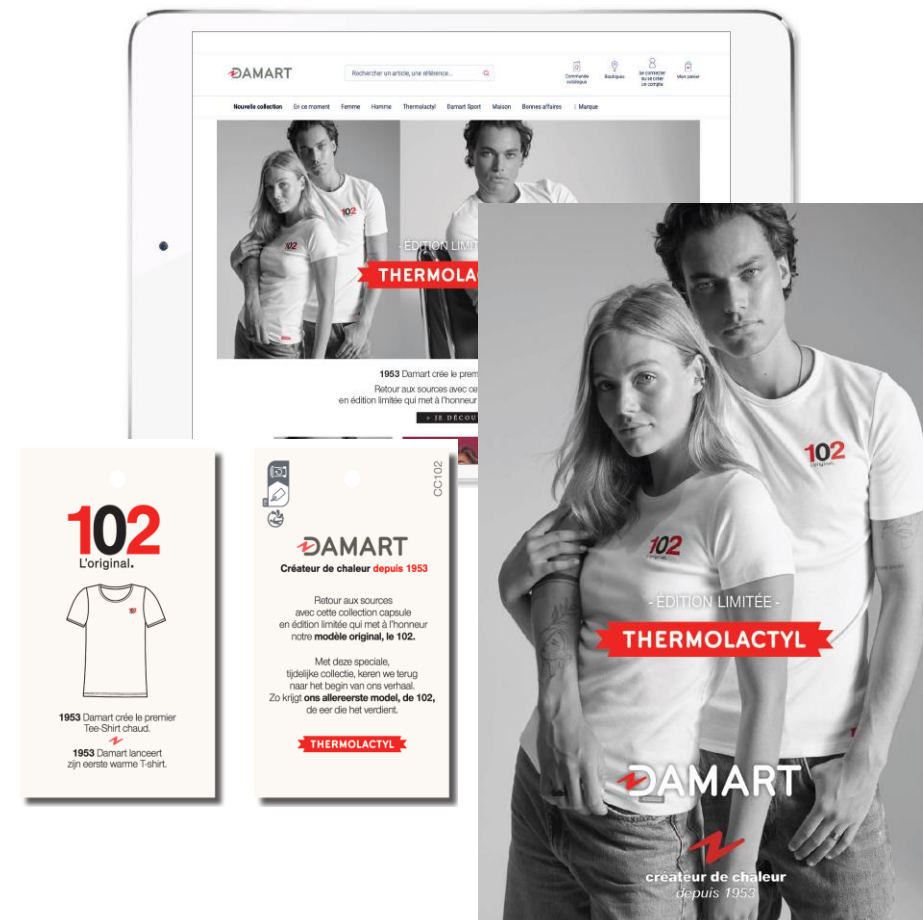 DAMART
Rechercher un article, une référence...
Commande catalogue
Boutiques
Se connecter ou se créer un compte
Mon panier
Nouvelle collection En ce moment Femme Homme Thermolactyl Damart Sport Maison Bonnes affaires | Marque
102
102
- ÉDITION LIMIT
THERMOLA
1953 Damart crée le prem
Retour aux sources avec ce
en édition limitée qui met à l'honneur
> JE DÉCOU
102
L'original.
102
1953 Damart crée le premier
Tee-Shirt chaud.
1953 Damart lanceert
zijn eerste warme T-shirt.
CC102
DAMART
Créateur de chaleur depuis 1953
Retour aux sources
avec cette collection capsule
en édition limitée qui met à l'honneur
notre modèle original, le 102.
Met deze speciale,
tijdelijke collectie, keren we terug
naar het begin van ons verhaal.
Zo krijgt ons allereerste model, de 102,
de eer die het verdient.
THERMOLACTYL
102
L'original.
102
L'original.
- ÉDITION LIMITÉE -
THERMOLACTYL
DAMART
créateur de chaleur
depuis 1953